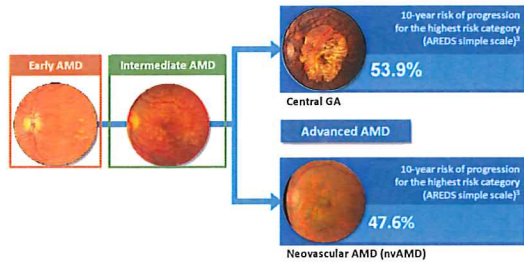 Early AMD
Intermediate AMD
10-year risk of progression
for the highest risk category
(AREDS simple scale)³
53.9%
Central GA
Advanced AMD
10-year risk of progression
for the highest risk category
(AREDS simple scale)³
47.6%
Neovascular AMD (nvAMD)